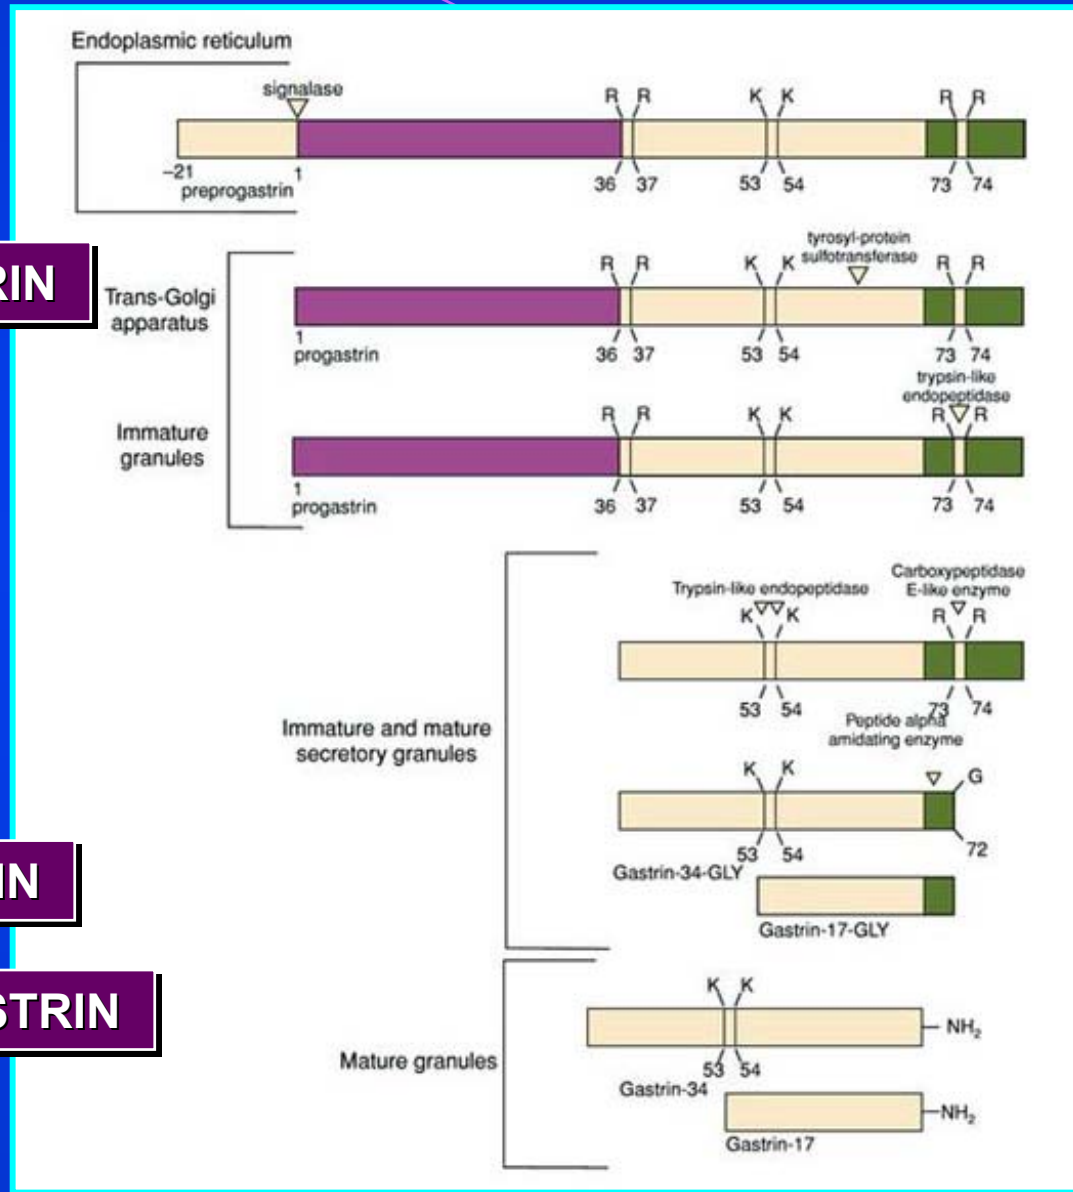 Endoplasmic reticulum
signalase
R R K K R R
−21 1 36 37 53 54 73 74
preprogastrin
RIN
Trans-Golgi
apparatus
tyrosyl-protein
sulfotransferase
R R K K R R
1 36 37 53 54 73 74
progastrin
trypsin-like
endopeptidase
Immature
granules
R R K K R R
1 36 37 53 54 73 74
progastrin
Immature and mature
secretory granules
Trypsin-like endopeptidase
Carboxypeptidase
E-like enzyme
K K R R
53 54 73 74
Peptide alpha
amidating enzyme
K K G
53 54 72
Gastrin-34-GLY
Gastrin-17-GLY
IN
STRIN
Mature granules
K K
NH2
53 54
Gastrin-34
NH2
Gastrin-17